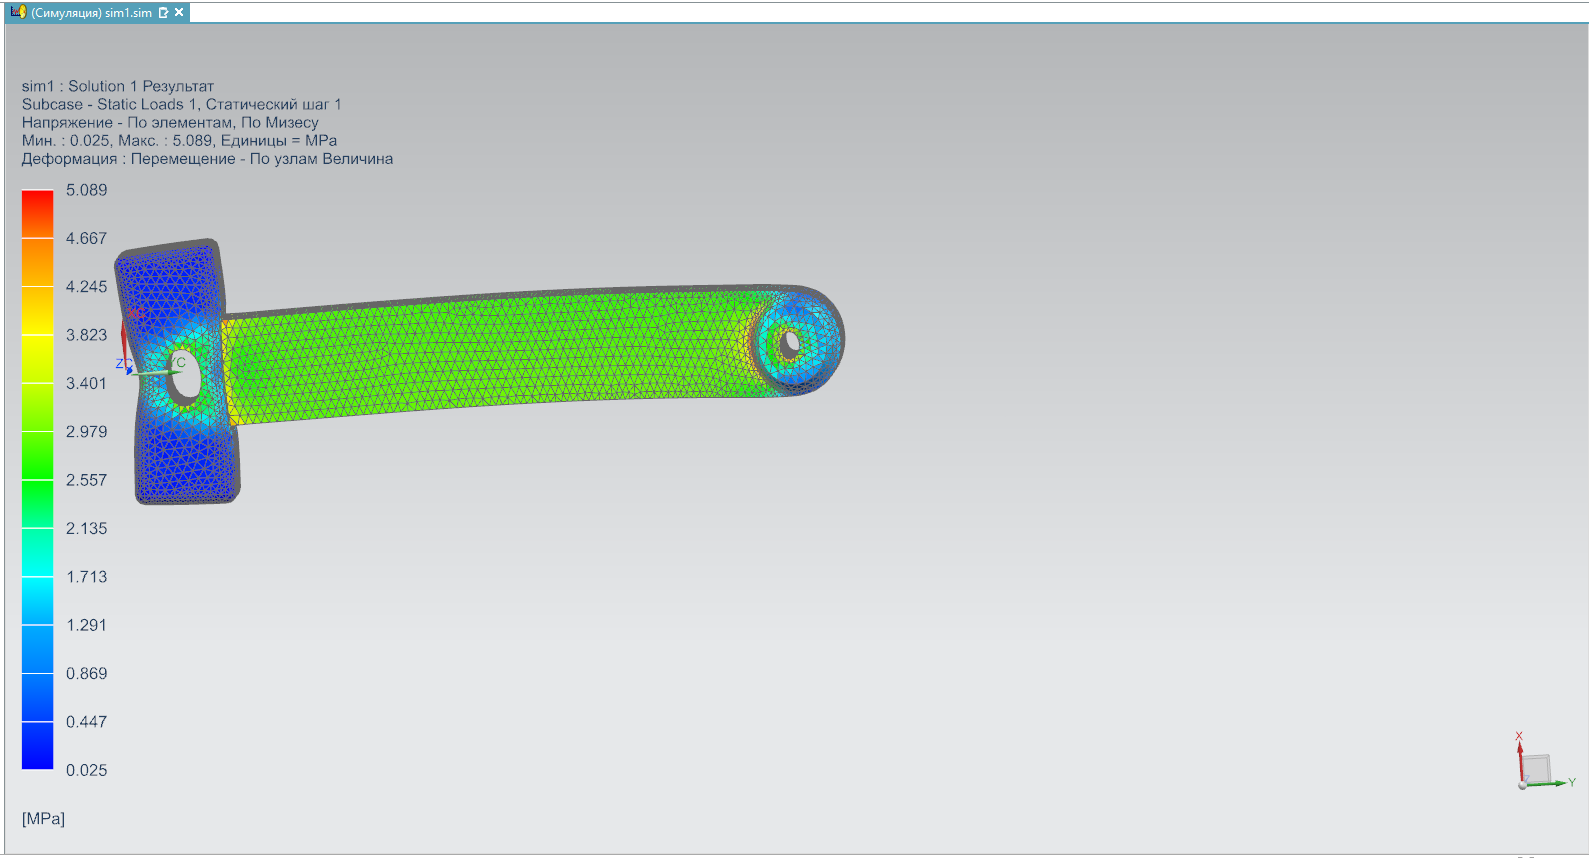 (Симуляция) sim1.sim
sim1 : Solution 1 Результат
Subcase - Static Loads 1, Статический шаг 1
Напряжение - По элементам, По Мизесу
Мин. : 0.025, Макс. : 5.089, Единицы = MPa
Деформация : Перемещение - По узлам Величина
5.089
4.667
4.245
3.823
3.401
2.979
2.557
2.135
1.713
1.291
0.869
0.447
0.025
[MPa]
ZC
YC
X
Y
Z